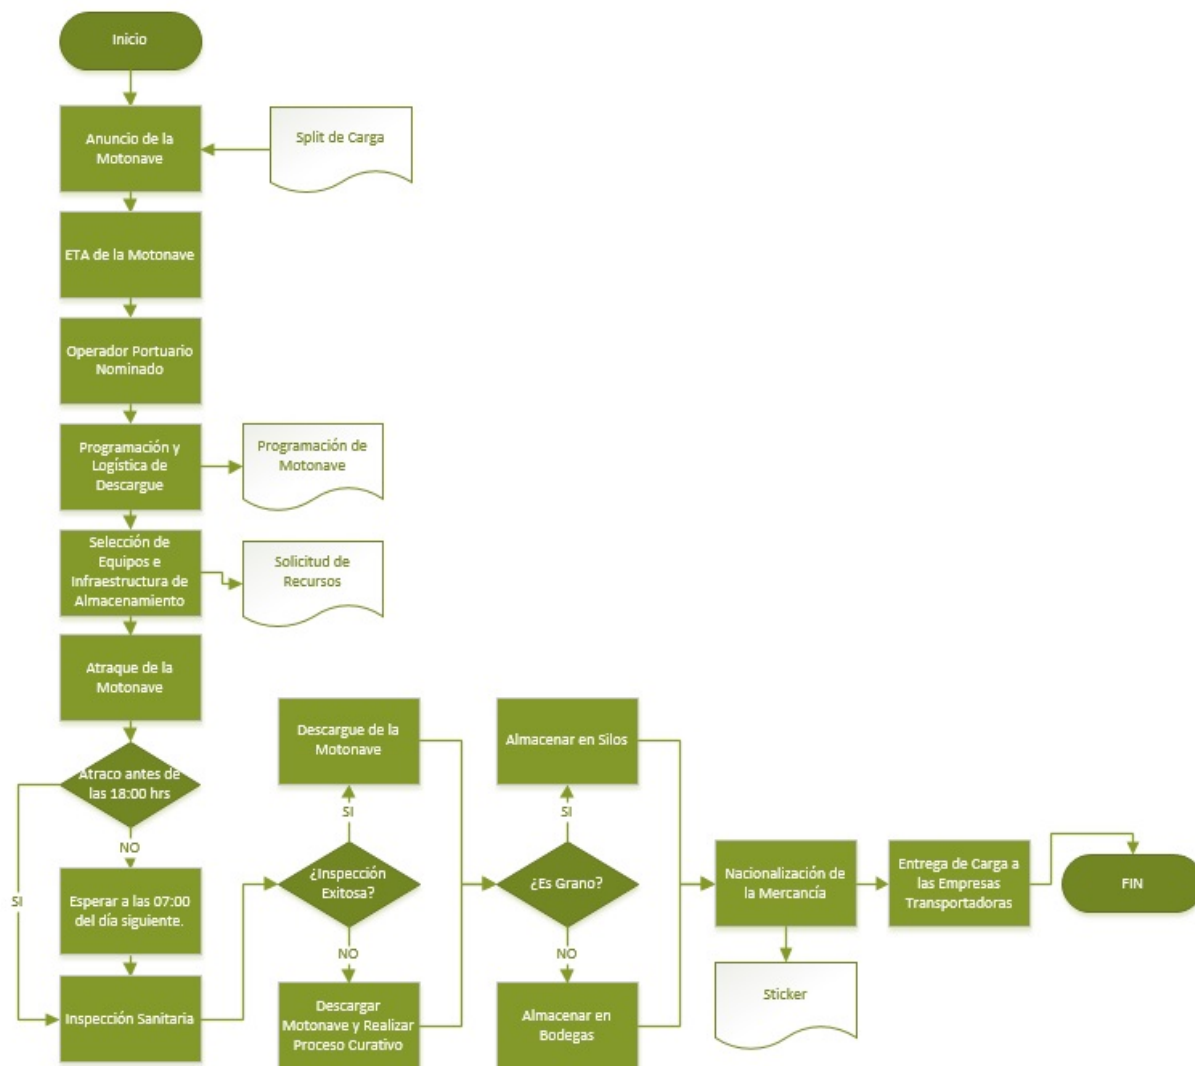 Inicio
Anuncio de la
Motonave
Split de Carga
ETA de la Motonave
Operador Portuario
Nominado
Programación y
Logística de
Descargue
Programación de
Motonave
Selección de
Equipos e
Infraestructura de
Almacenamiento
Solicitud de
Recursos
Atraque de la
Motonave
Atraco antes de
las 18:00 hrs
SI
NO
Esperar a las 07:00
del día siguiente.
Inspección Sanitaria
Descargue de la
Motonave
SI
¿Inspección
Exitosa?
NO
Descargar
Motonave y Realizar
Proceso Curativo
Almacenar en Silos
SI
¿Es Grano?
NO
Almacenar en
Bodegas
Nacionalización de
la Mercancía
Sticker
Entrega de Carga a
las Empresas
Transportadoras
FIN